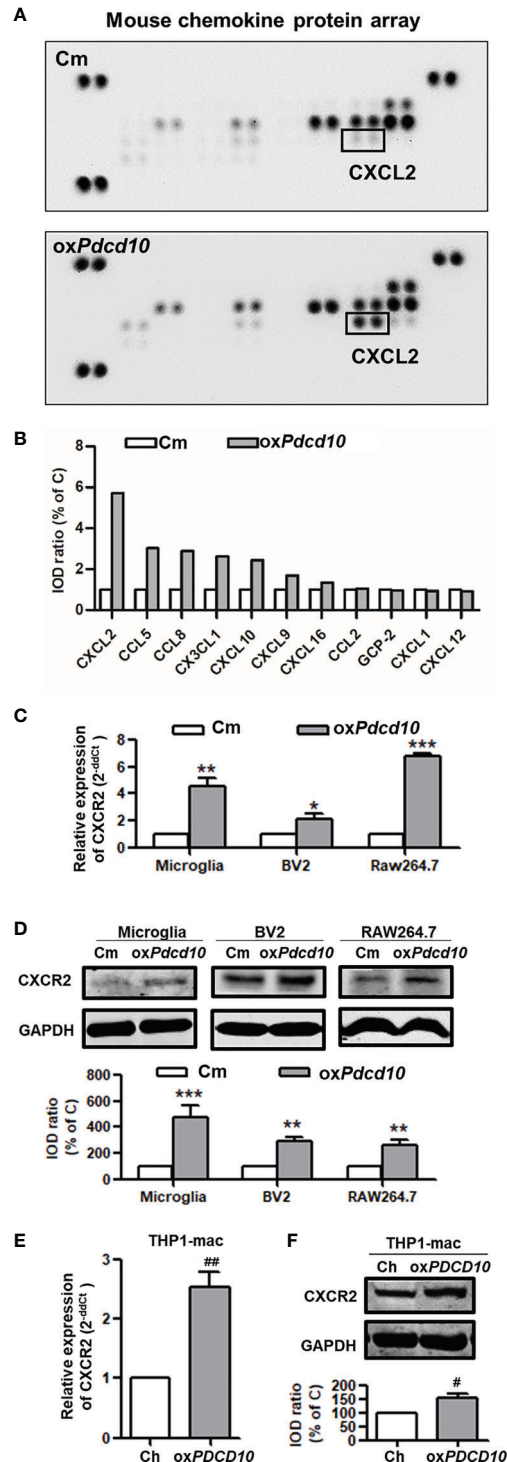 A
Mouse chemokine protein array
Cm
CXCL2
oxPdcd10
CXCL2
B
Cm oxPdcd10
IOD ratio (% of C)
8
6
4
2
0
CXCL2 CCL5 CCL8 CX3CL1 CXCL10 CXCL9 CXCL16 CCL2 GCP-2 CXCL1 CXCL12
C
Cm oxPdcd10
Relative expression
of CXCR2 (2-ddCt)
8
6
4
2
0
** * ***
Microglia BV2 Raw264.7
D
Microglia BV2 RAW264.7
Cm oxPdcd10 Cm oxPdcd10 Cm oxPdcd10
CXCR2
GAPDH
Cm oxPdcd10
IOD ratio
(% of C)
800
600
400
200
0
*** ** **
Microglia BV2 RAW264.7
E
THP1-mac
Relative expression
of CXCR2 (2-ddCt)
3
2
1
0
##
Ch oxPDCD10
F
THP1-mac
Ch oxPDCD10
CXCR2
GAPDH
IOD ratio
(% of C)
200
150
100
50
0
#
Ch oxPDCD10